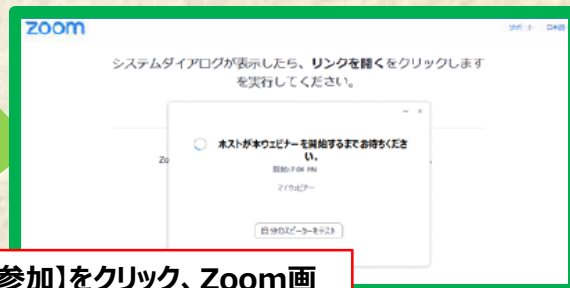 zoom
サポート 日本語
システムダイアログが表示したら、リンクを開くをクリックします
を実行してください。
ホストが本ウェビナーを開始するまでお待ちくださ
い。
開始:7:00 PM
マイウェビナー
自分のスピーカーをテスト
参加】をクリック、Zoom画